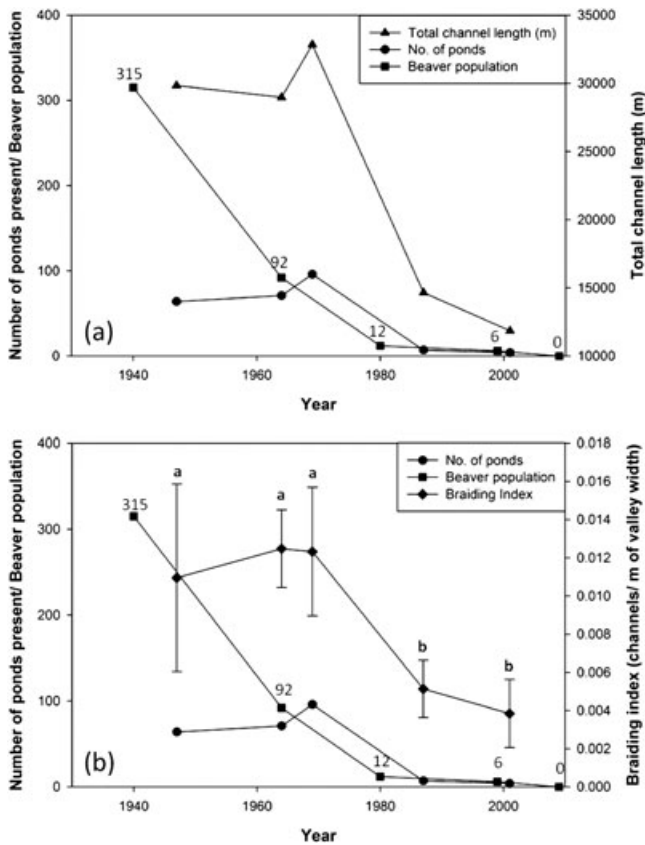 400
300
200
100
0
Number of ponds present/ Beaver population
35000
30000
25000
20000
15000
10000
Total channel length (m)
Total channel length (m)
No. of ponds
Beaver population
315
92
12
6
0
(a)
1940 1960 1980 2000
Year
400
300
200
100
0
Number of ponds present/ Beaver population
0.018
0.016
0.014
0.012
0.010
0.008
0.006
0.004
0.002
0.000
Braiding index (channels/ m of valley width)
No. of ponds
Beaver population
Braiding Index
a
a
a
b
b
315
92
12
6
0
(b)
1940 1960 1980 2000
Year